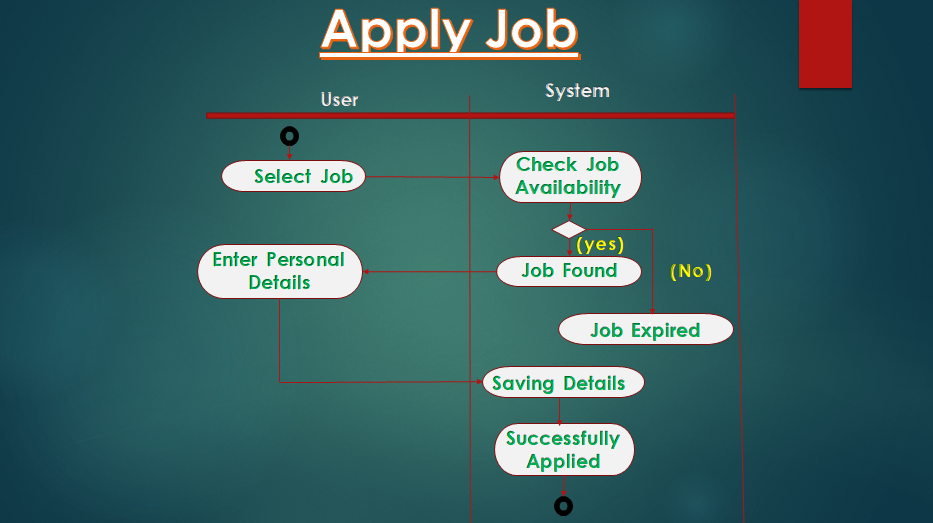 Apply Job
User
System
Select Job
Check Job
Availability
(yes)
Enter Personal
Details
Job Found
(No)
Job Expired
Saving Details
Successfully
Applied